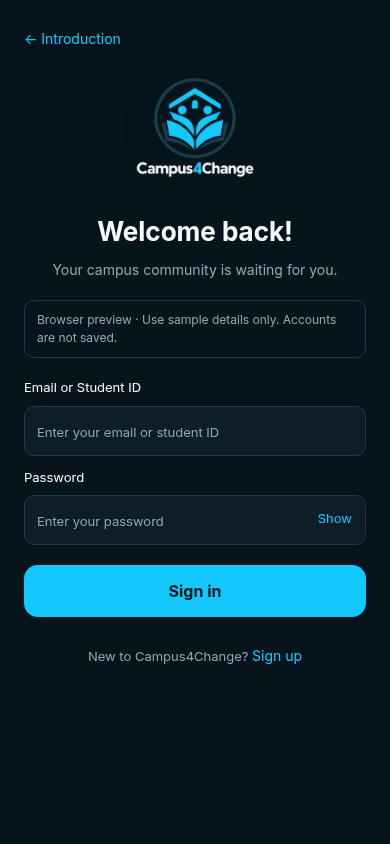 ← Introduction
Campus4Change
Welcome back!
Your campus community is waiting for you.
Browser preview · Use sample details only. Accounts
are not saved.
Email or Student ID
Enter your email or student ID
Password
Enter your password
Show
Sign in
New to Campus4Change? Sign up